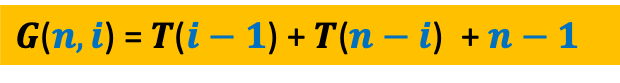 G(n, i) = T(i − 1) + T(n − i) + n − 1